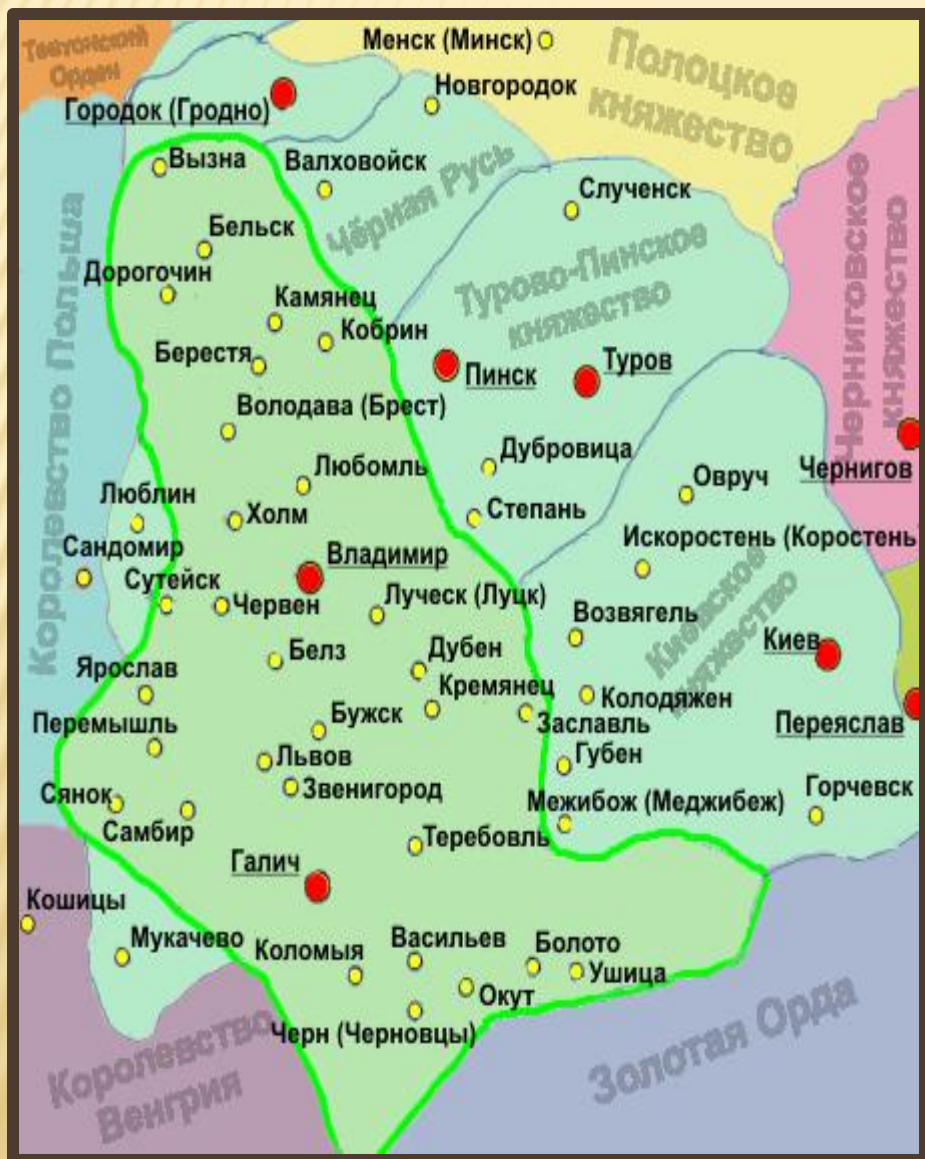 Тевтонский
Орден
Менск (Минск)
Полоцкое
княжество
Городок (Гродно)
Новгородок
Вызна
Валховойск
Чёрная Русь
Слученск
Черниговское
княжество
Королевство Польша
Бельск
Дорогочин
Турово-Пинское
княжество
Камянец
Кобрин
Берестя
Пинск
Туров
Володава (Брест)
Чернигов
Любомль
Дубровица
Овруч
Люблин
Холм
Степань
Искоростень (Коростень)
Сандомир
Владимир
Сутейск
Червен
Луческ (Луцк)
Возвягель
Киевское
княжество
Киев
Белз
Дубен
Ярослав
Кремянец
Колодяжен
Переяслав
Перемышль
Бужск
Заславль
Львов
Губен
Звенигород
Сянок
Межибож (Меджибеж)
Горчевск
Самбир
Теребовль
Галич
Кошицы
Мукачево
Коломыя
Васильев
Болото
Ушица
Окут
Черн (Черновцы)
Королевство
Венгрия
Золотая Орда